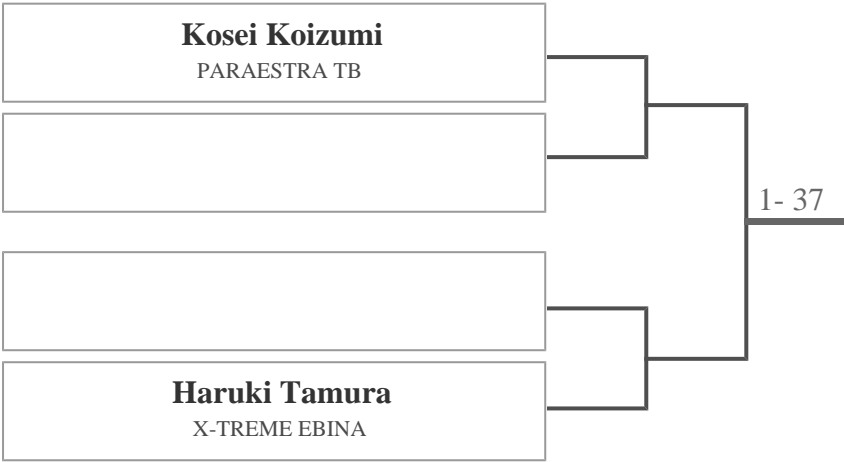 Kosei Koizumi
PARAESTRA TB
1- 37
Haruki Tamura
X-TREME EBINA